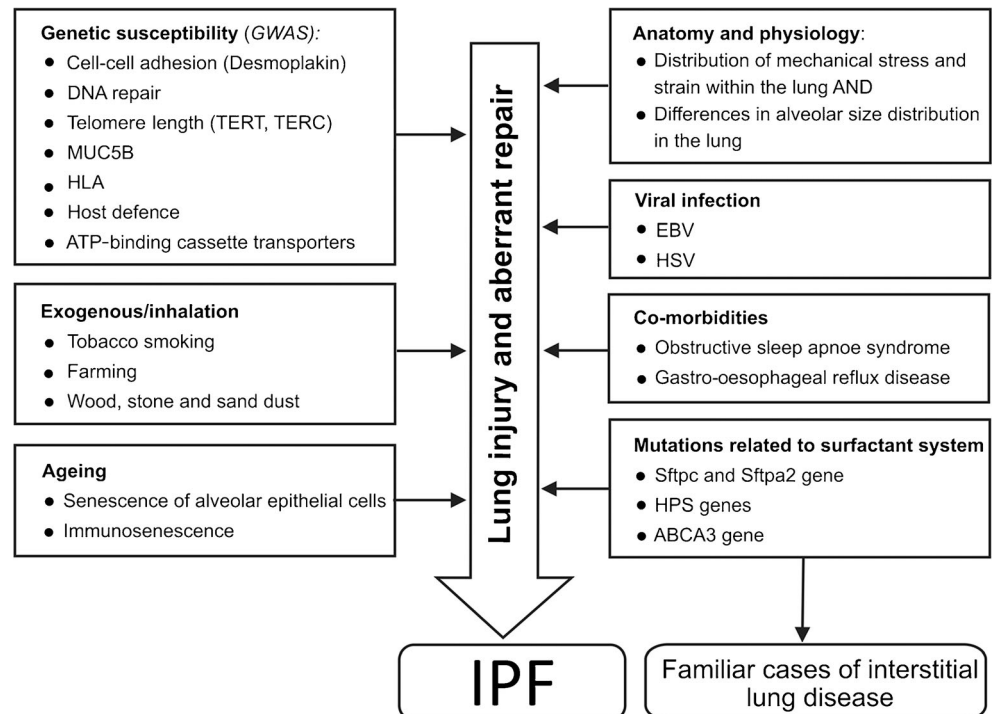 Genetic susceptibility (GWAS):
● Cell-cell adhesion (Desmoplakin)
● DNA repair
● Telomere length (TERT, TERC)
● MUC5B
● HLA
● Host defence
● ATP-binding cassette transporters
Exogenous/inhalation
● Tobacco smoking
● Farming
● Wood, stone and sand dust
Ageing
● Senescence of alveolar epithelial cells
● Immunosenescence
Lung injury and aberrant repair
Anatomy and physiology:
● Distribution of mechanical stress and
strain within the lung AND
● Differences in alveolar size distribution
in the lung
Viral infection
● EBV
● HSV
Co-morbidities
● Obstructive sleep apnoe syndrome
● Gastro-oesophageal reflux disease
Mutations related to surfactant system
● Sftpc and Sftpa2 gene
● HPS genes
● ABCA3 gene
IPF
Familiar cases of interstitial
lung disease